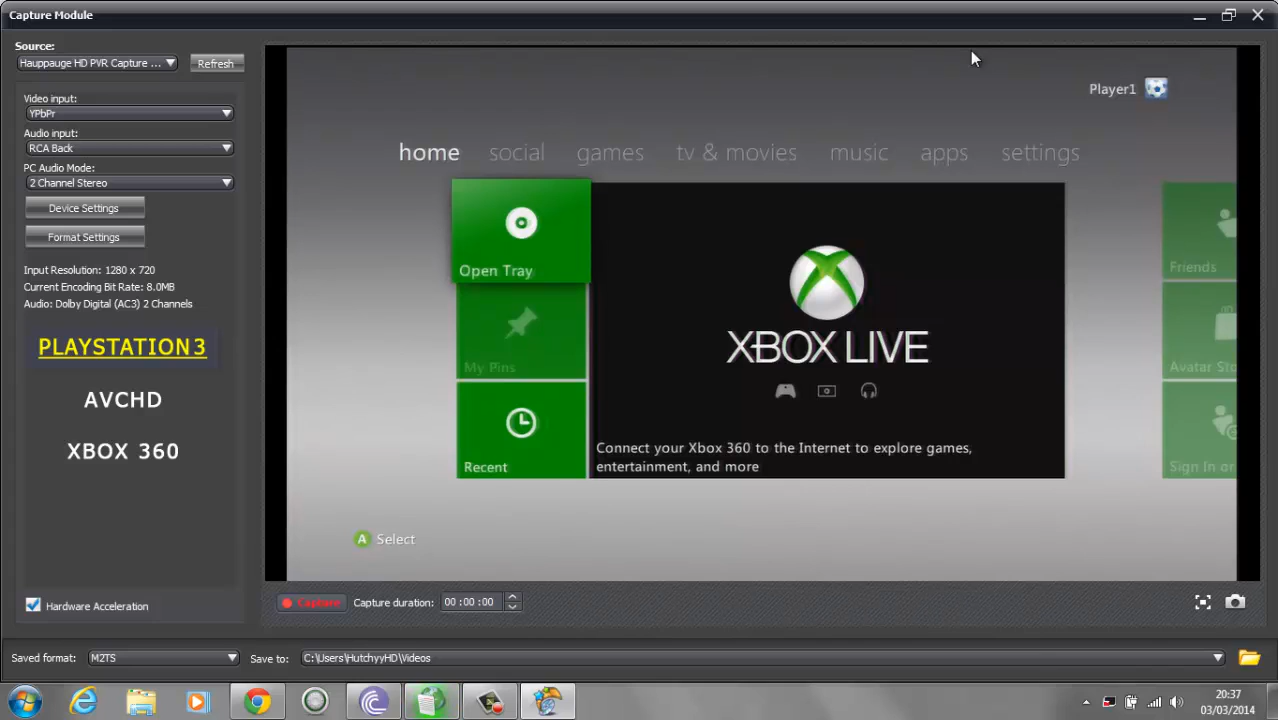 Capture Module
Source:
Hauppauge HD PVR Capture ...
Refresh
Video input:
YPbPr
Audio input:
RCA Back
PC Audio Mode:
2 Channel Stereo
Device Settings
Format Settings
Input Resolution: 1280 x 720
Current Encoding Bit Rate: 8.0MB
Audio: Dolby Digital (AC3) 2 Channels
PLAYSTATION3
AVCHD
XBOX 360
Hardware Acceleration
Player1
home social games tv & movies music apps settings
Open Tray
My Pins
Recent
XBOX LIVE
Connect your Xbox 360 to the Internet to explore games,
entertainment, and more
Friends
Avatar Sto
Sign In or
A Select
Capture
Capture duration: 00 :00 :00
Saved format: M2TS
Save to: C:\Users\HutchyyHD\Videos
20:37
03/03/2014